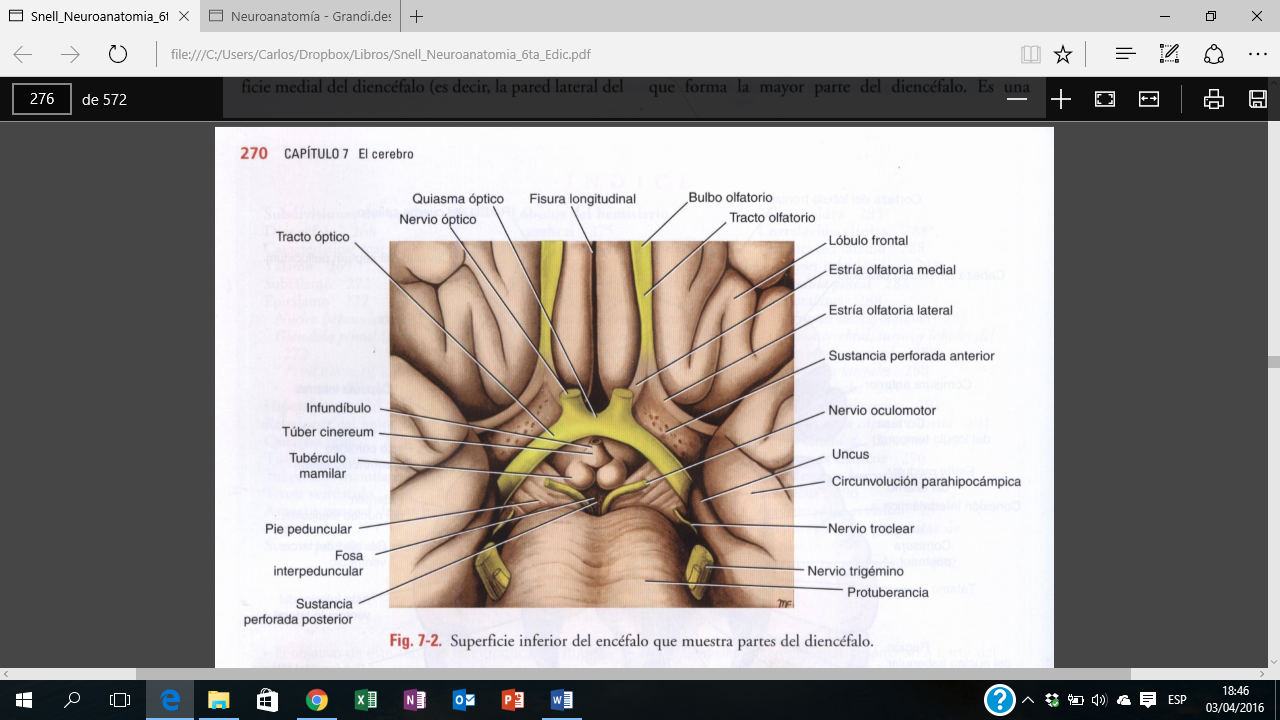 Snell_Neuroanatomia_6t
Neuroanatomía - Grandi.des
file:///C:/Users/Carlos/Dropbox/Libros/Snell_Neuroanatomia_6ta_Edic.pdf
276 de 572
ficie medial del diencéfalo (es decir, la pared lateral del que forma la mayor parte del diencéfalo. Es una
270 CAPÍTULO 7 El cerebro
Quiasma óptico
Fisura longitudinal
Bulbo olfatorio
Nervio óptico
Tracto olfatorio
Tracto óptico
Lóbulo frontal
Estría olfatoria medial
Estría olfatoria lateral
Sustancia perforada anterior
Infundíbulo
Nervio oculomotor
Túber cinereum
Tubérculo
mamilar
Uncus
Circunvolución parahipocámpica
Pie peduncular
Nervio troclear
Fosa
interpeduncular
Nervio trigémino
Protuberancia
Sustancia
perforada posterior
Fig. 7-2. Superficie inferior del encéfalo que muestra partes del diencéfalo.
ESP
18:46
03/04/2016